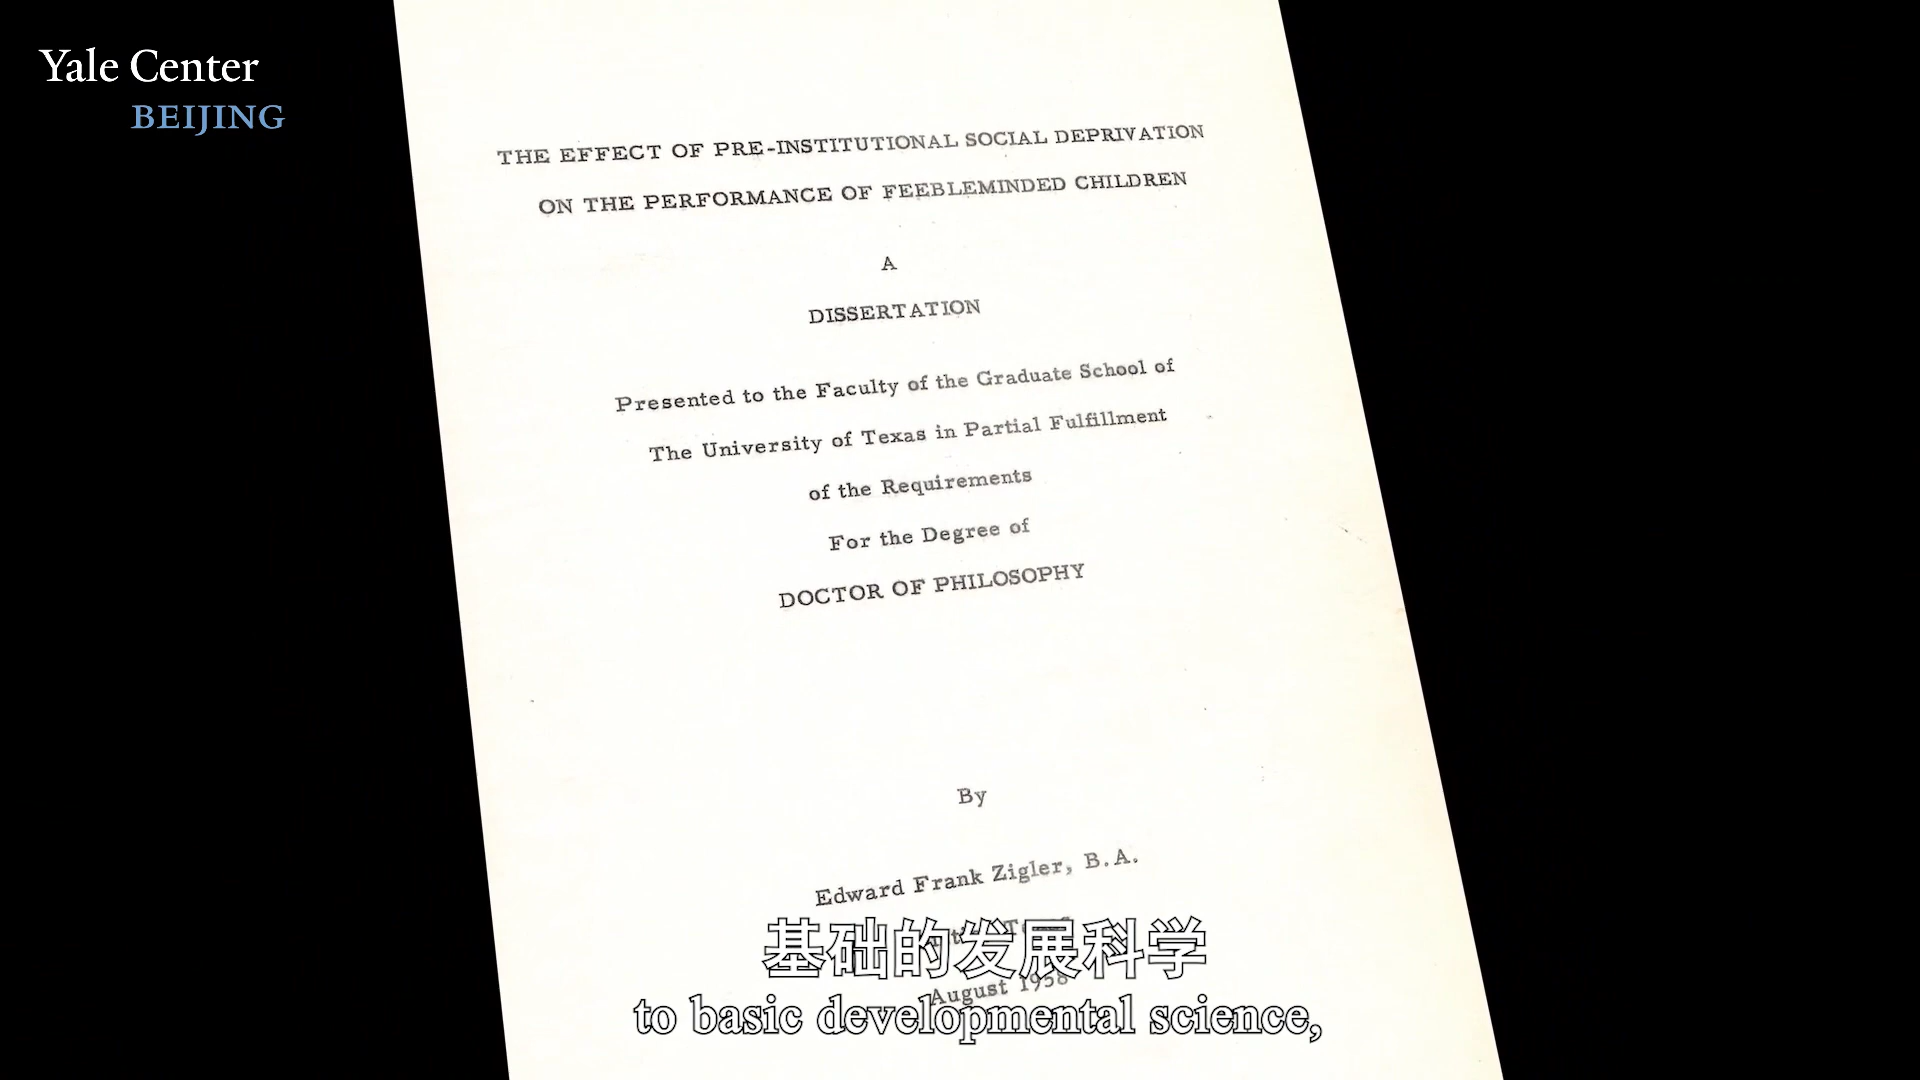 Yale Center
BEIJING
THE EFFECT OF PRE-INSTITUTIONAL SOCIAL DEPRIVATION
ON THE PERFORMANCE OF FEEBLEMINDED CHILDREN
A
DISSERTATION
Presented to the Faculty of the Graduate School of
The University of Texas in Partial Fulfillment
of the Requirements
For the Degree of
DOCTOR OF PHILOSOPHY
By
Edward Frank Zigler, B.A.
August 1958
基础的发展科学
to basic developmental science,